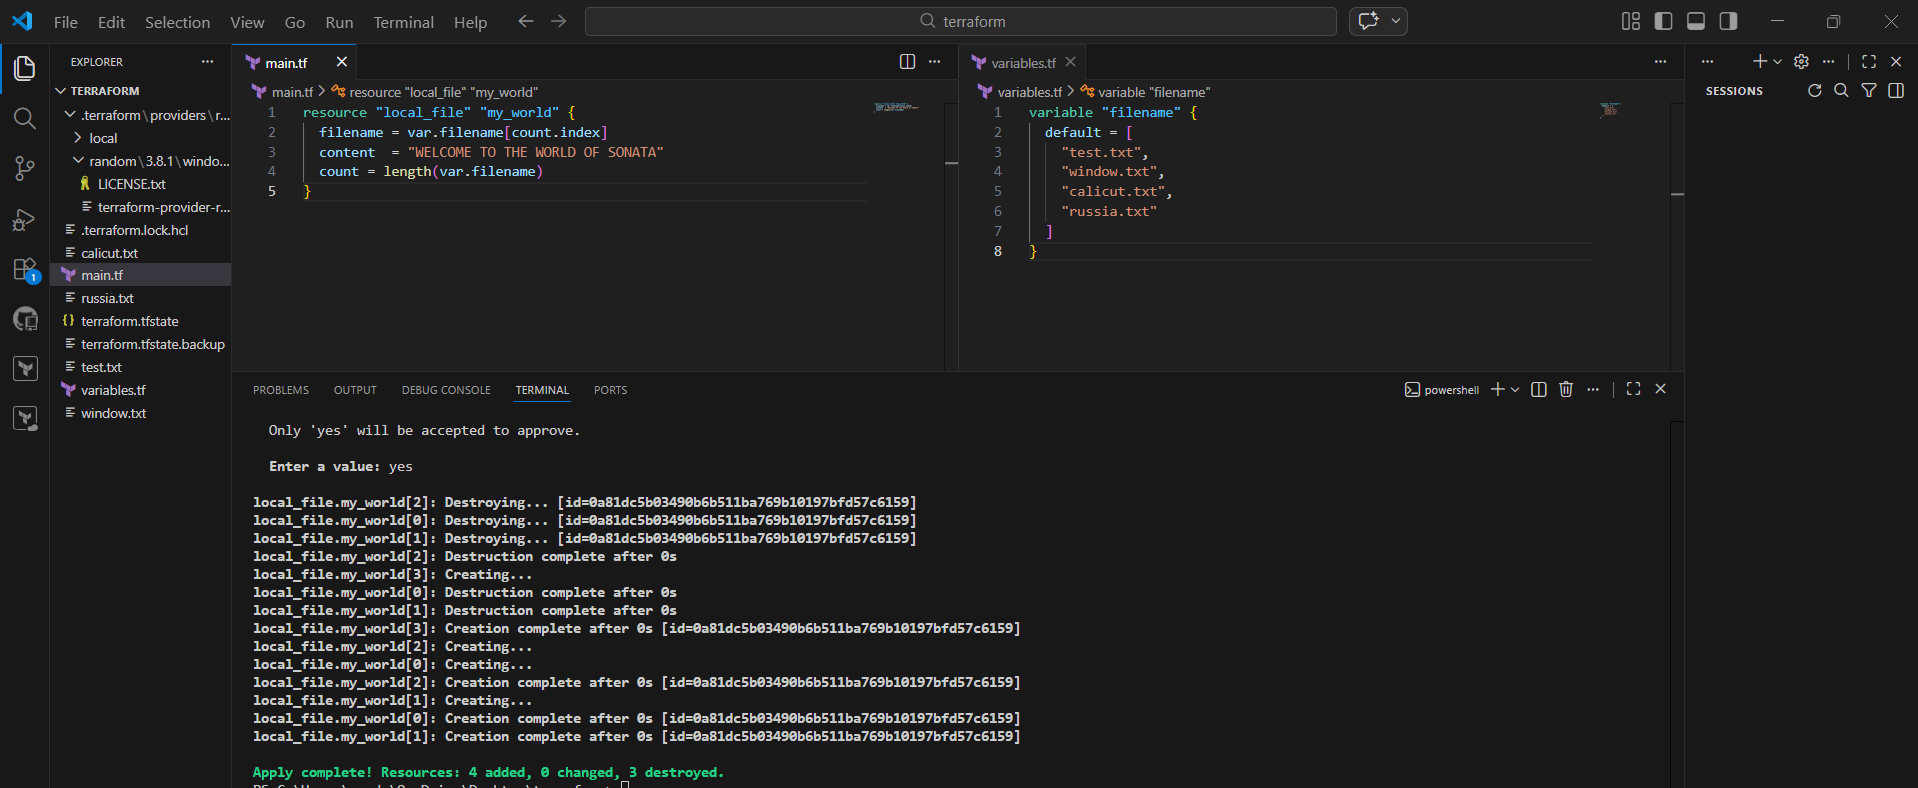 File Edit Selection View Go Run Terminal Help
terraform
EXPLORER
TERRAFORM
.terraform\providers\r...
local
random\3.8.1\windo...
LICENSE.txt
terraform-provider-r...
.terraform.lock.hcl
calicut.txt
main.tf
russia.txt
terraform.tfstate
terraform.tfstate.backup
test.txt
variables.tf
window.txt
1
main.tf
main.tf > resource "local_file" "my_world"
1 resource "local_file" "my_world" {
2 filename = var.filename[count.index]
3 content  = "WELCOME TO THE WORLD OF SONATA"
4 count = length(var.filename)
5 }
variables.tf
variables.tf > variable "filename"
1 variable "filename" {
2 default = [
3 "test.txt",
4 "window.txt",
5 "calicut.txt",
6 "russia.txt"
7 ]
8 }
SESSIONS
PROBLEMS OUTPUT DEBUG CONSOLE TERMINAL PORTS
powershell
Only 'yes' will be accepted to approve.
Enter a value: yes
local_file.my_world[2]: Destroying... [id=0a81dc5b03490b6b511ba769b10197bfd57c6159]
local_file.my_world[0]: Destroying... [id=0a81dc5b03490b6b511ba769b10197bfd57c6159]
local_file.my_world[1]: Destroying... [id=0a81dc5b03490b6b511ba769b10197bfd57c6159]
local_file.my_world[2]: Destruction complete after 0s
local_file.my_world[3]: Creating...
local_file.my_world[0]: Destruction complete after 0s
local_file.my_world[1]: Destruction complete after 0s
local_file.my_world[3]: Creation complete after 0s [id=0a81dc5b03490b6b511ba769b10197bfd57c6159]
local_file.my_world[2]: Creating...
local_file.my_world[0]: Creating...
local_file.my_world[2]: Creation complete after 0s [id=0a81dc5b03490b6b511ba769b10197bfd57c6159]
local_file.my_world[1]: Creating...
local_file.my_world[0]: Creation complete after 0s [id=0a81dc5b03490b6b511ba769b10197bfd57c6159]
local_file.my_world[1]: Creation complete after 0s [id=0a81dc5b03490b6b511ba769b10197bfd57c6159]
Apply complete! Resources: 4 added, 0 changed, 3 destroyed.